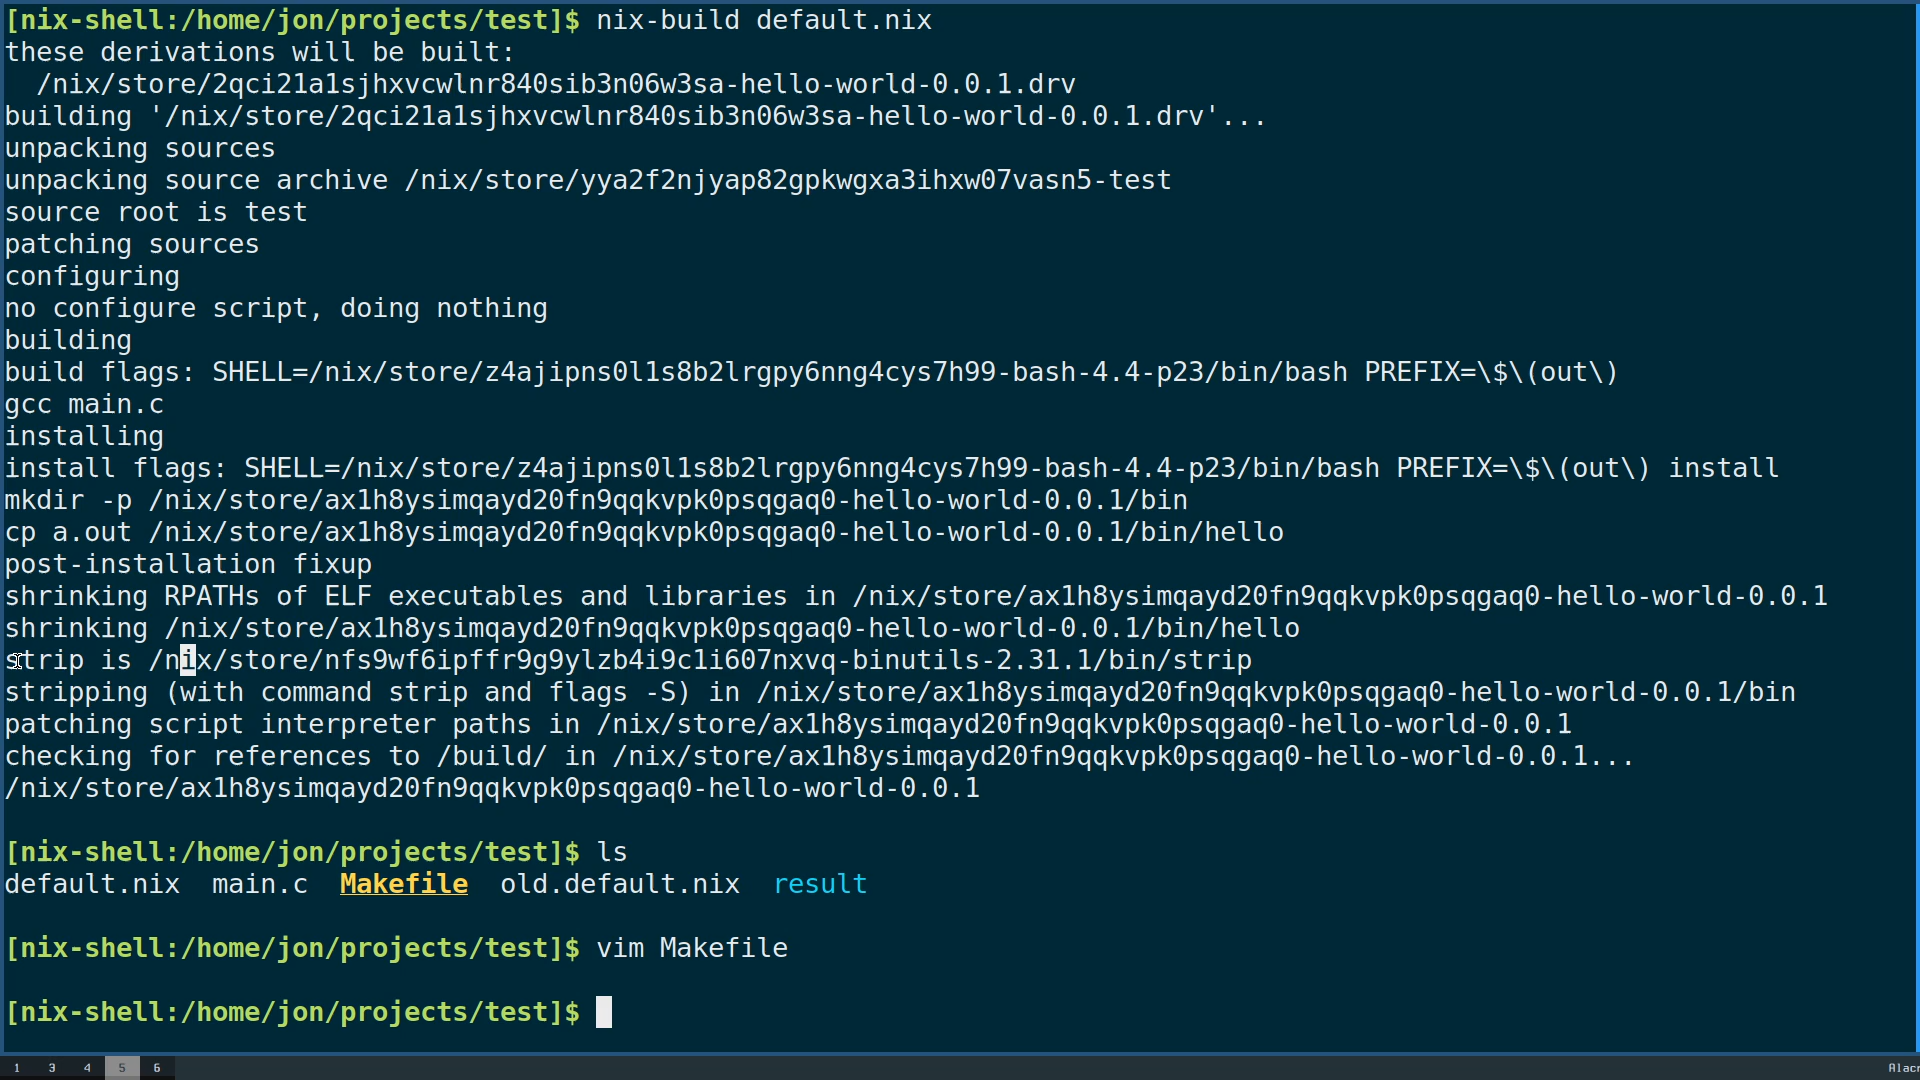 [nix-shell:/home/jon/projects/test]$ nix-build default.nix
these derivations will be built:
  /nix/store/2qci21a1sjhxvcwlnr840sib3n06w3sa-hello-world-0.0.1.drv
building '/nix/store/2qci21a1sjhxvcwlnr840sib3n06w3sa-hello-world-0.0.1.drv'...
unpacking sources
unpacking source archive /nix/store/yya2f2njyap82gpkwgxa3ihxw07vasn5-test
source root is test
patching sources
configuring
no configure script, doing nothing
building
build flags: SHELL=/nix/store/z4ajipns0l1s8b2lrgpy6nng4cys7h99-bash-4.4-p23/bin/bash PREFIX=\$\(out\)
gcc main.c
installing
install flags: SHELL=/nix/store/z4ajipns0l1s8b2lrgpy6nng4cys7h99-bash-4.4-p23/bin/bash PREFIX=\$\(out\) install
mkdir -p /nix/store/ax1h8ysimqayd20fn9qqkvpk0psqgaq0-hello-world-0.0.1/bin
cp a.out /nix/store/ax1h8ysimqayd20fn9qqkvpk0psqgaq0-hello-world-0.0.1/bin/hello
post-installation fixup
shrinking RPATHs of ELF executables and libraries in /nix/store/ax1h8ysimqayd20fn9qqkvpk0psqgaq0-hello-world-0.0.1
shrinking /nix/store/ax1h8ysimqayd20fn9qqkvpk0psqgaq0-hello-world-0.0.1/bin/hello
strip is /nix/store/nfs9wf6ipffr9g9ylzb4i9c1i607nxvq-binutils-2.31.1/bin/strip
stripping (with command strip and flags -S) in /nix/store/ax1h8ysimqayd20fn9qqkvpk0psqgaq0-hello-world-0.0.1/bin
patching script interpreter paths in /nix/store/ax1h8ysimqayd20fn9qqkvpk0psqgaq0-hello-world-0.0.1
checking for references to /build/ in /nix/store/ax1h8ysimqayd20fn9qqkvpk0psqgaq0-hello-world-0.0.1...
/nix/store/ax1h8ysimqayd20fn9qqkvpk0psqgaq0-hello-world-0.0.1
[nix-shell:/home/jon/projects/test]$ ls
default.nix  main.c  Makefile  old.default.nix  result
[nix-shell:/home/jon/projects/test]$ vim Makefile
[nix-shell:/home/jon/projects/test]$
1 3 4 5 6 Alacr